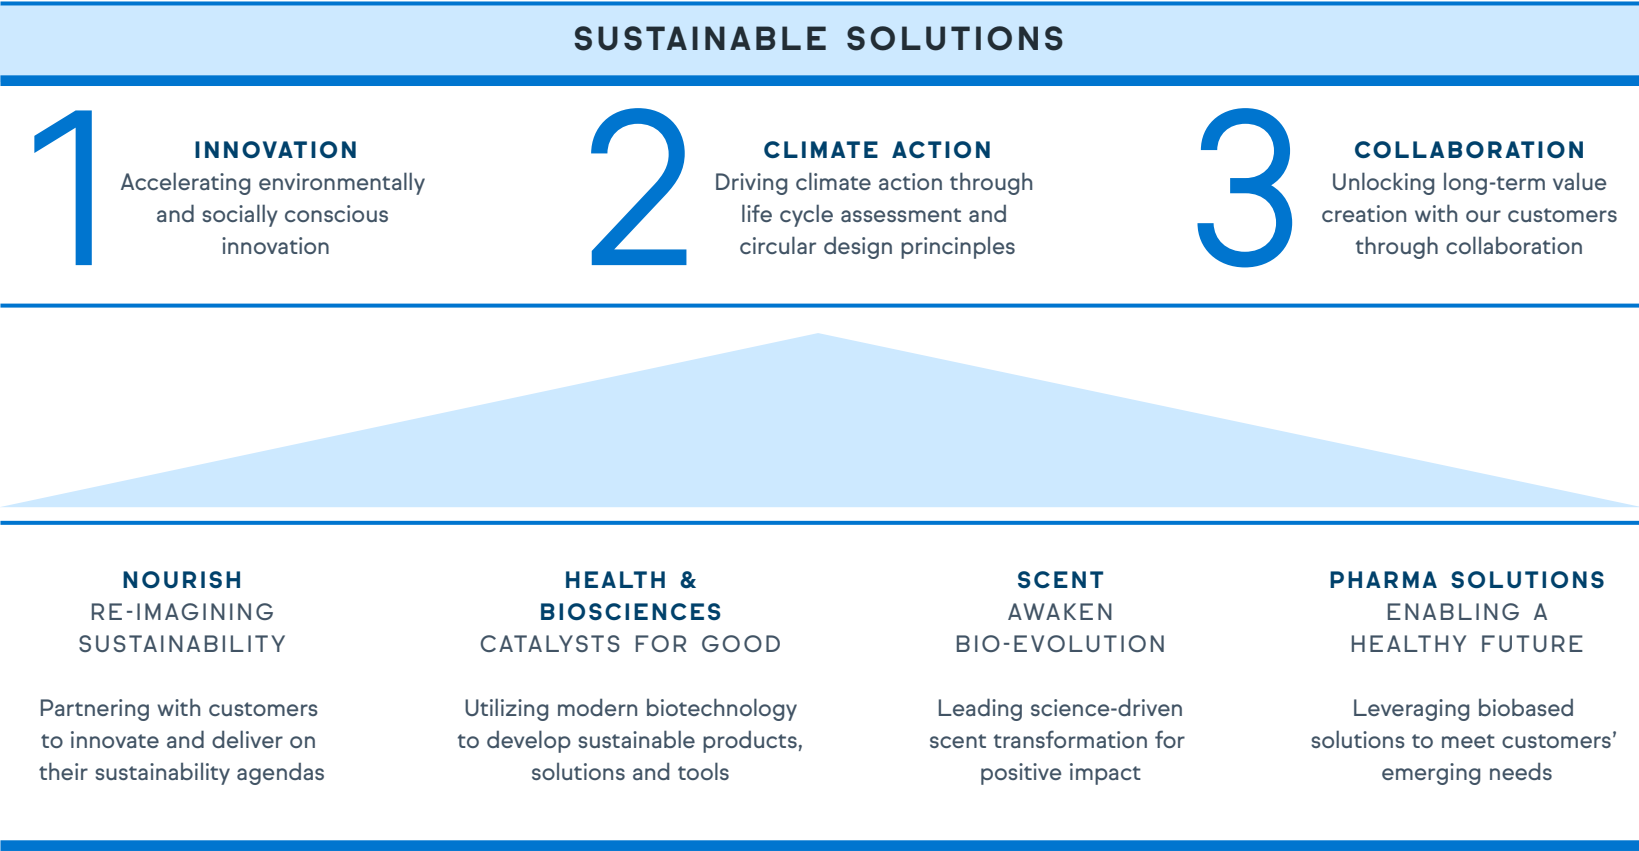 SUSTAINABLE SOLUTIONS
1
INNOVATION
Accelerating environmentally
and socially conscious
innovation
2
CLIMATE ACTION
Driving climate action through
life cycle assessment and
circular design princinples
3
COLLABORATION
Unlocking long-term value
creation with our customers
through collaboration
NOURISH
RE-IMAGINING
SUSTAINABILITY
Partnering with customers
to innovate and deliver on
their sustainability agendas
HEALTH &
BIOSCIENCES
CATALYSTS FOR GOOD
Utilizing modern biotechnology
to develop sustainable products,
solutions and tools
SCENT
AWAKEN
BIO-EVOLUTION
Leading science-driven
scent transformation for
positive impact
PHARMA SOLUTIONS
ENABLING A
HEALTHY FUTURE
Leveraging biobased
solutions to meet customers’
emerging needs